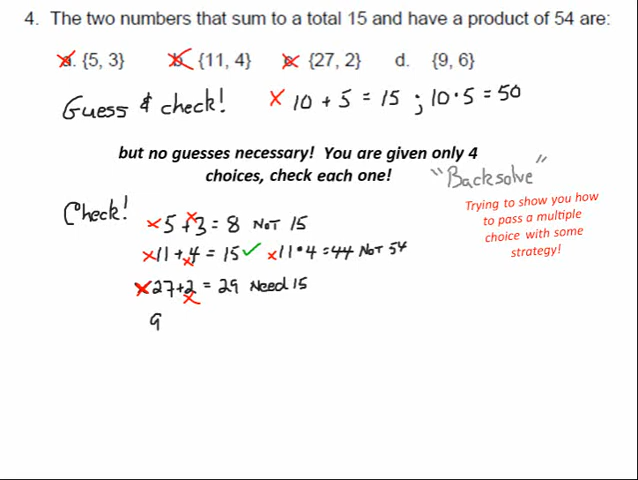 4. The two numbers that sum to a total 15 and have a product of 54 are:
a. {5, 3} b. {11, 4} c. {27, 2} d. {9, 6}
Guess & check! × 10 + 5 = 15 ; 10 · 5 = 50
but no guesses necessary! You are given only 4
choices, check each one!
"Backsolve"
Trying to show you how
to pass a multiple
choice with some
strategy!
Check! × 5 + 3 = 8 NOT 15
× 11 + 4 = 15 ✓ × 11 • 4 = 44 NOT 54
× 27 + 2 = 29 Need 15
9